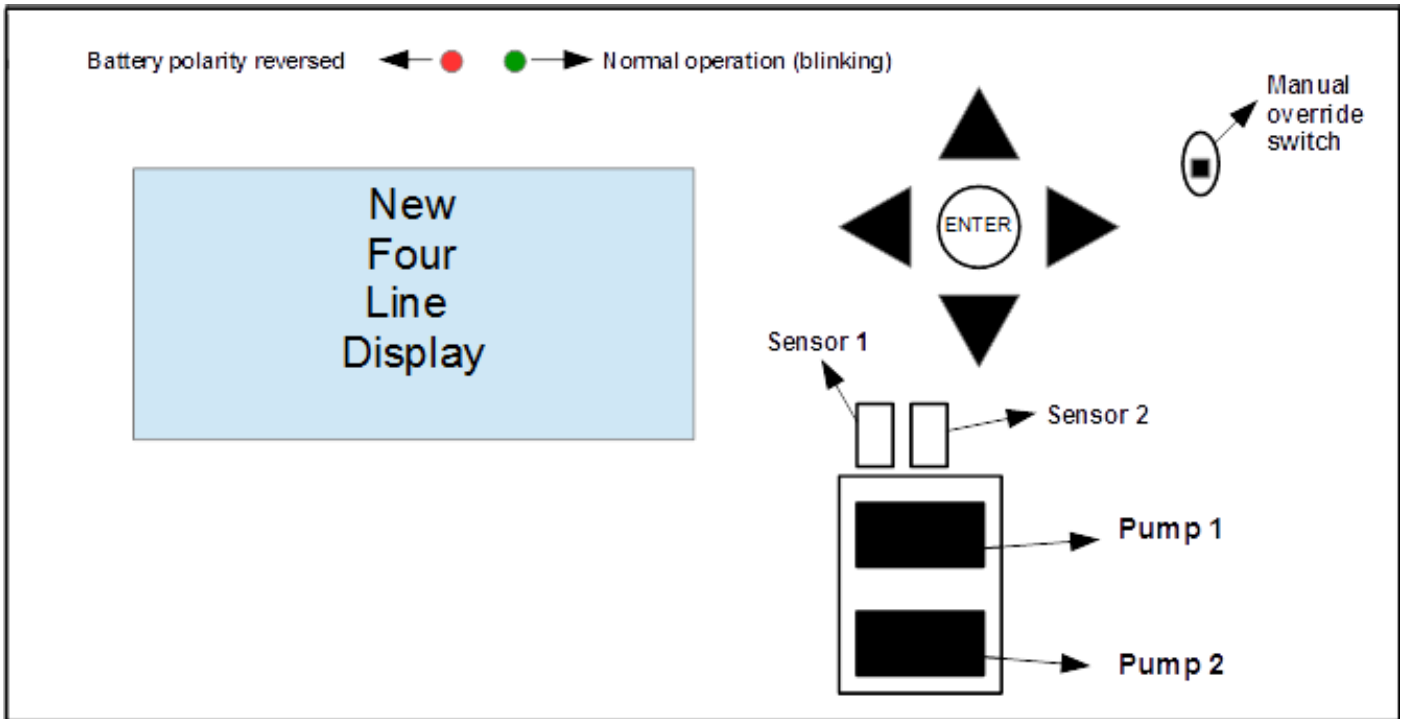 Battery polarity reversed
Normal operation (blinking)
Manual
override
switch
New
Four
Line
Display
ENTER
Sensor 1
Sensor 2
Pump 1
Pump 2